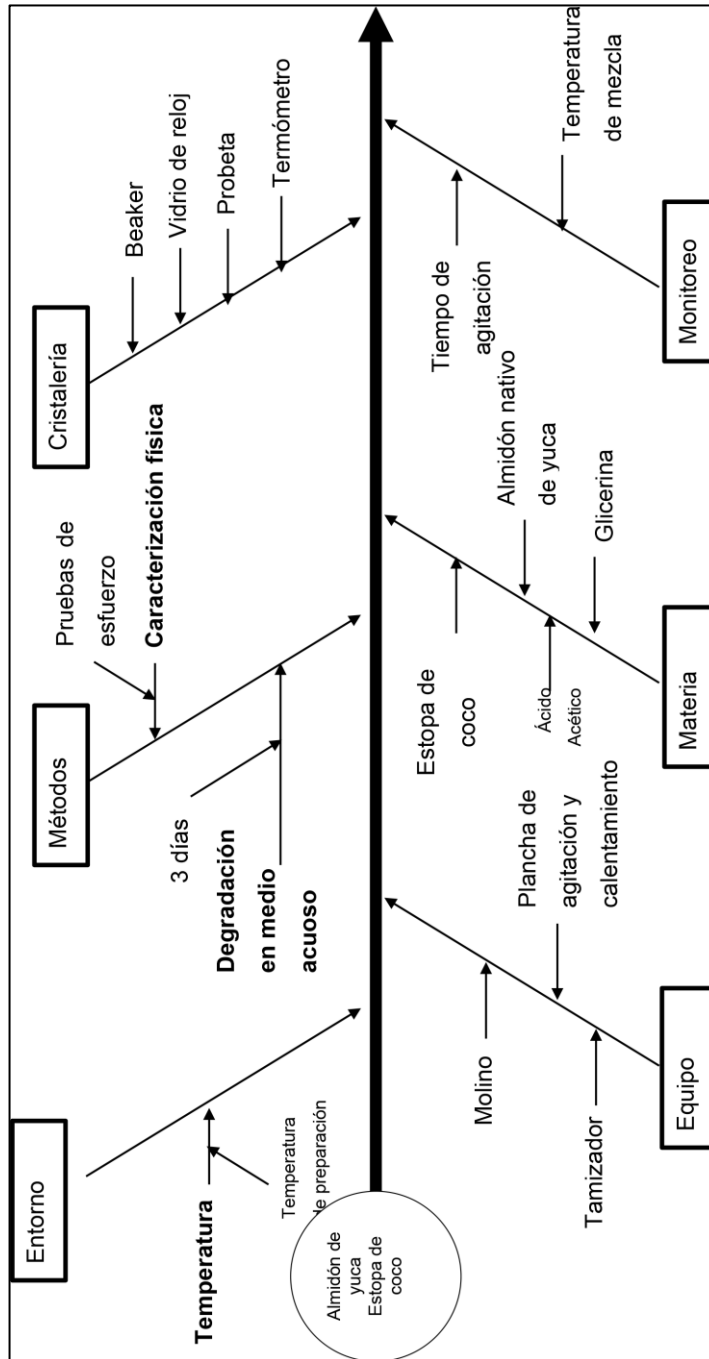 Entorno
Métodos
Cristalería
Temperatura
Temperatura
de preparación
3 días
Degradación
en medio
acuoso
Pruebas de
esfuerzo
Caracterización física
Beaker
Vidrio de reloj
Probeta
Termómetro
Almidón de
yuca
Estopa de
coco
Molino
Tamizador
Plancha de
agitación y
calentamiento
Estopa de
coco
Ácido
Acético
Almidón nativo
de yuca
Glicerina
Tiempo de
agitación
Temperatura
de mezcla
Equipo
Materia
Monitoreo